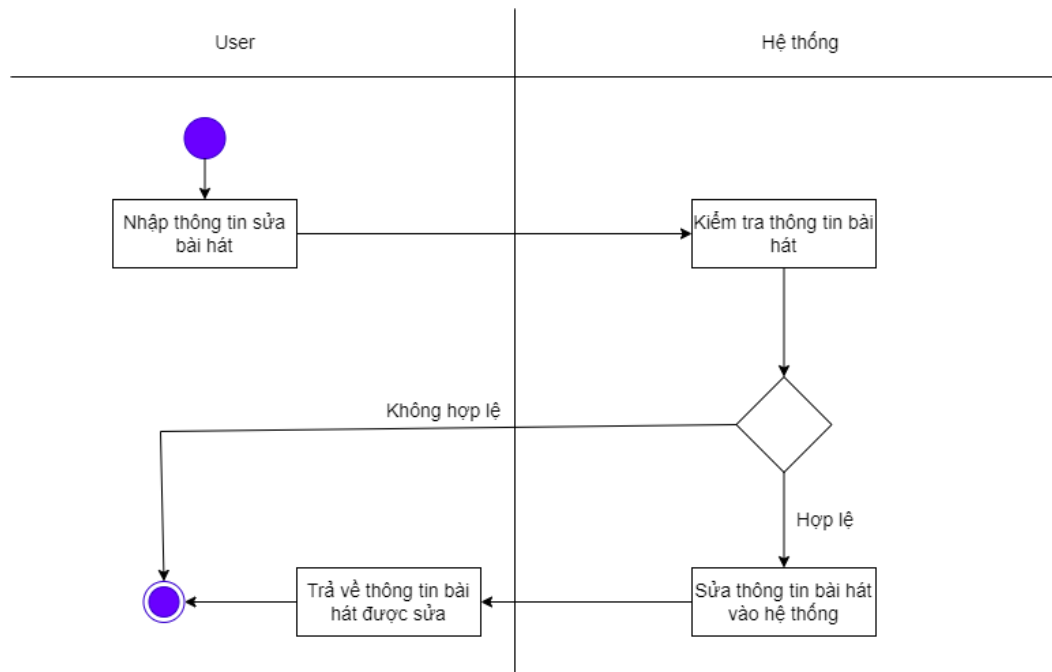 User
Hệ thống
Nhập thông tin sửa
bài hát
Kiểm tra thông tin bài
hát
Không hợp lệ
Hợp lệ
Trả về thông tin bài
hát được sửa
Sửa thông tin bài hát
vào hệ thống